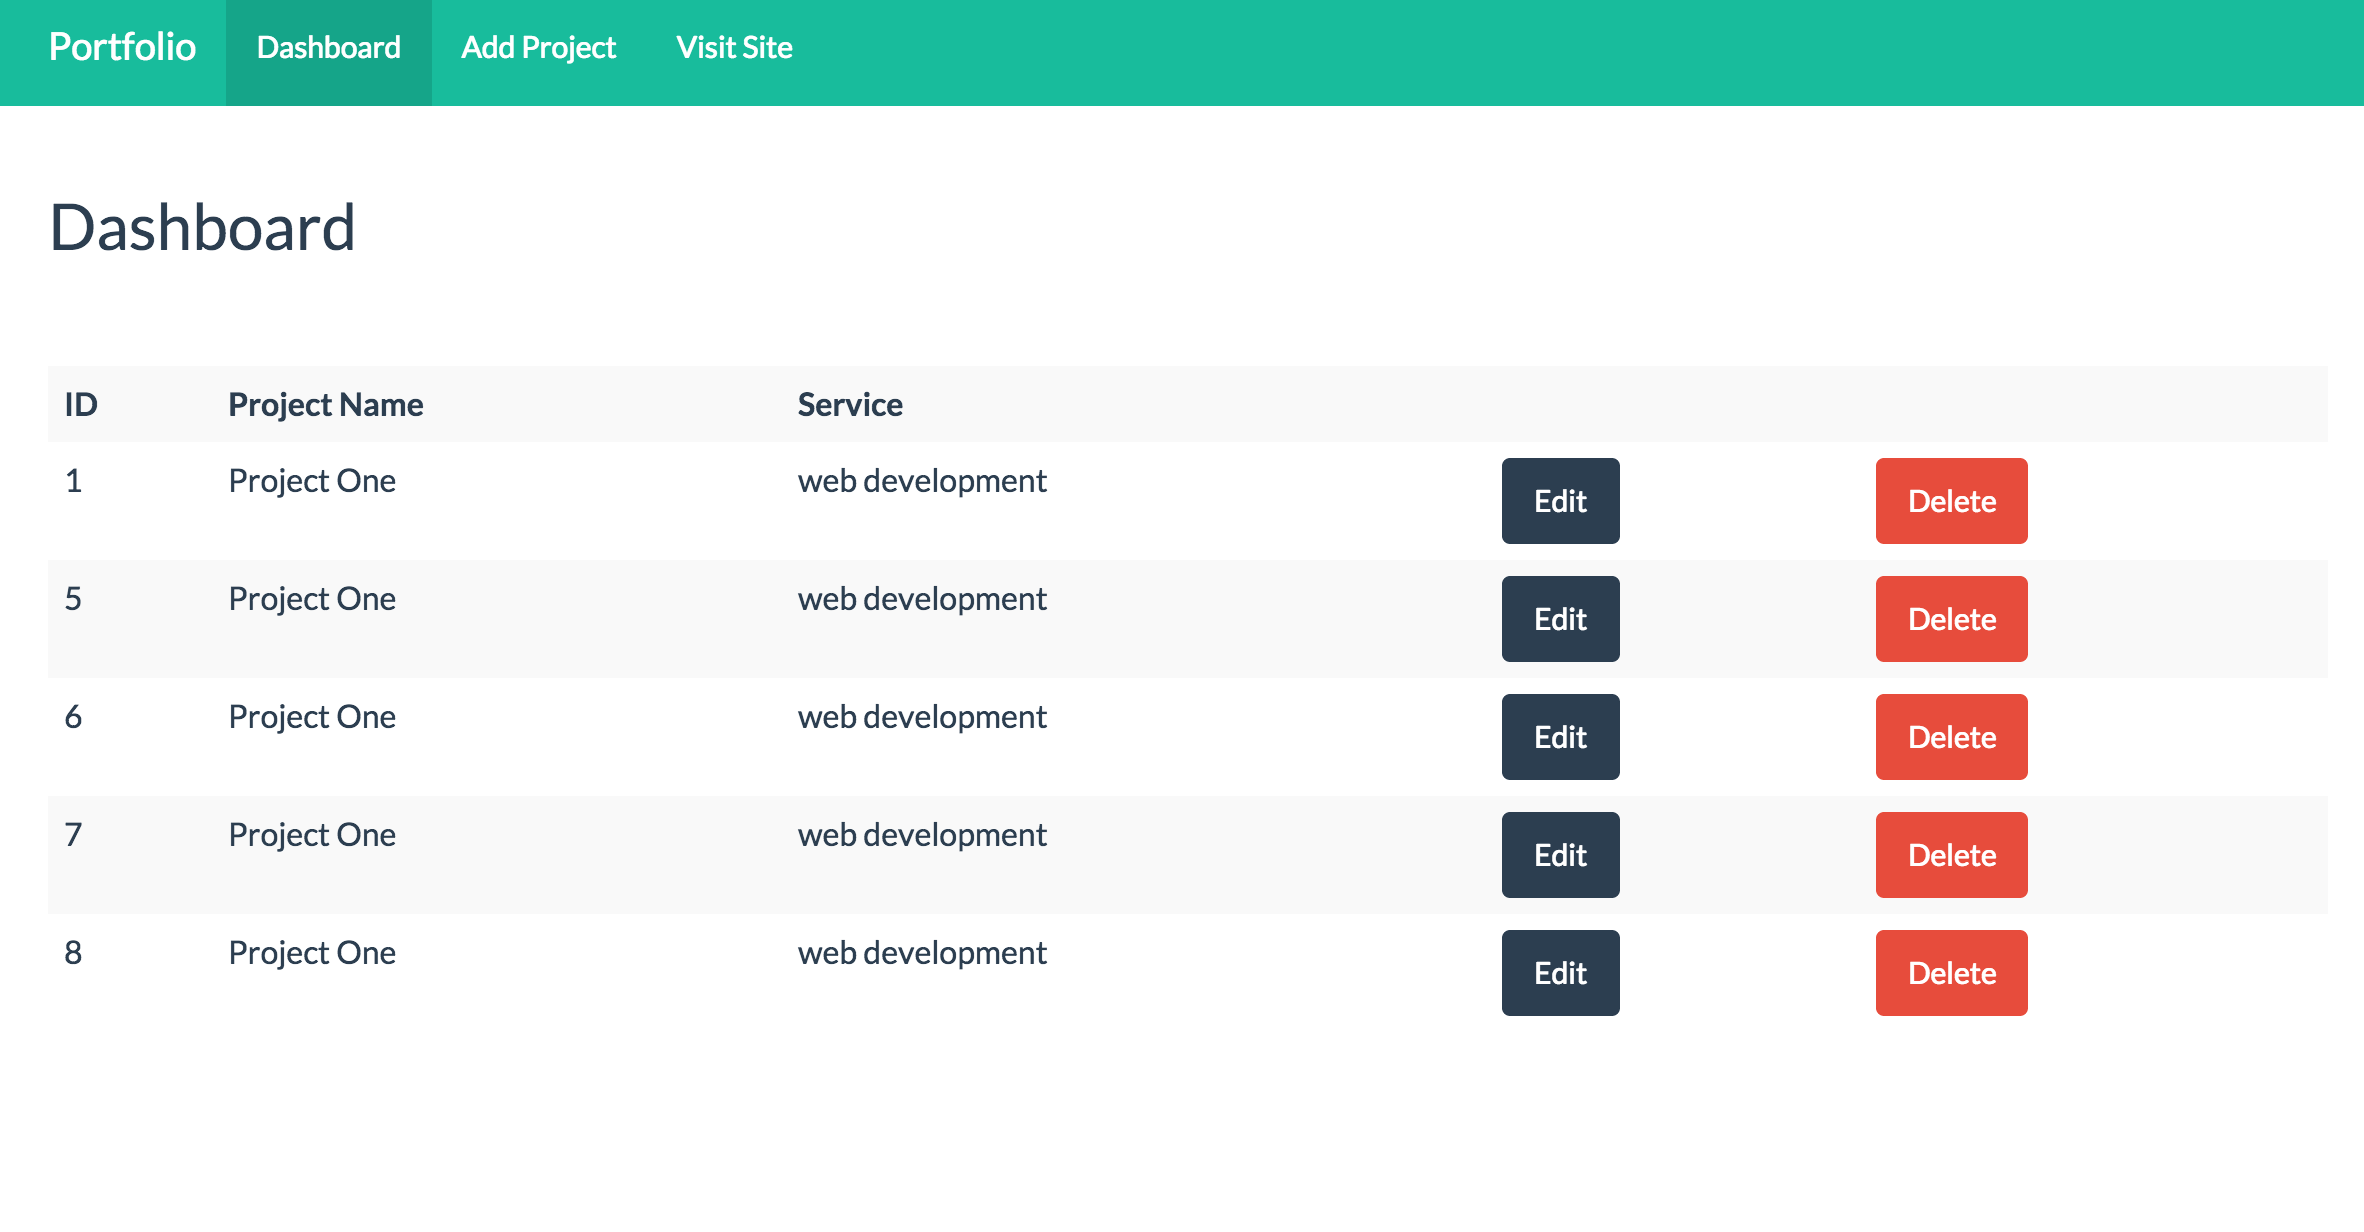 Portfolio Dashboard Add Project Visit Site
Dashboard
ID Project Name Service
1 Project One web development Edit Delete
5 Project One web development Edit Delete
6 Project One web development Edit Delete
7 Project One web development Edit Delete
8 Project One web development Edit Delete